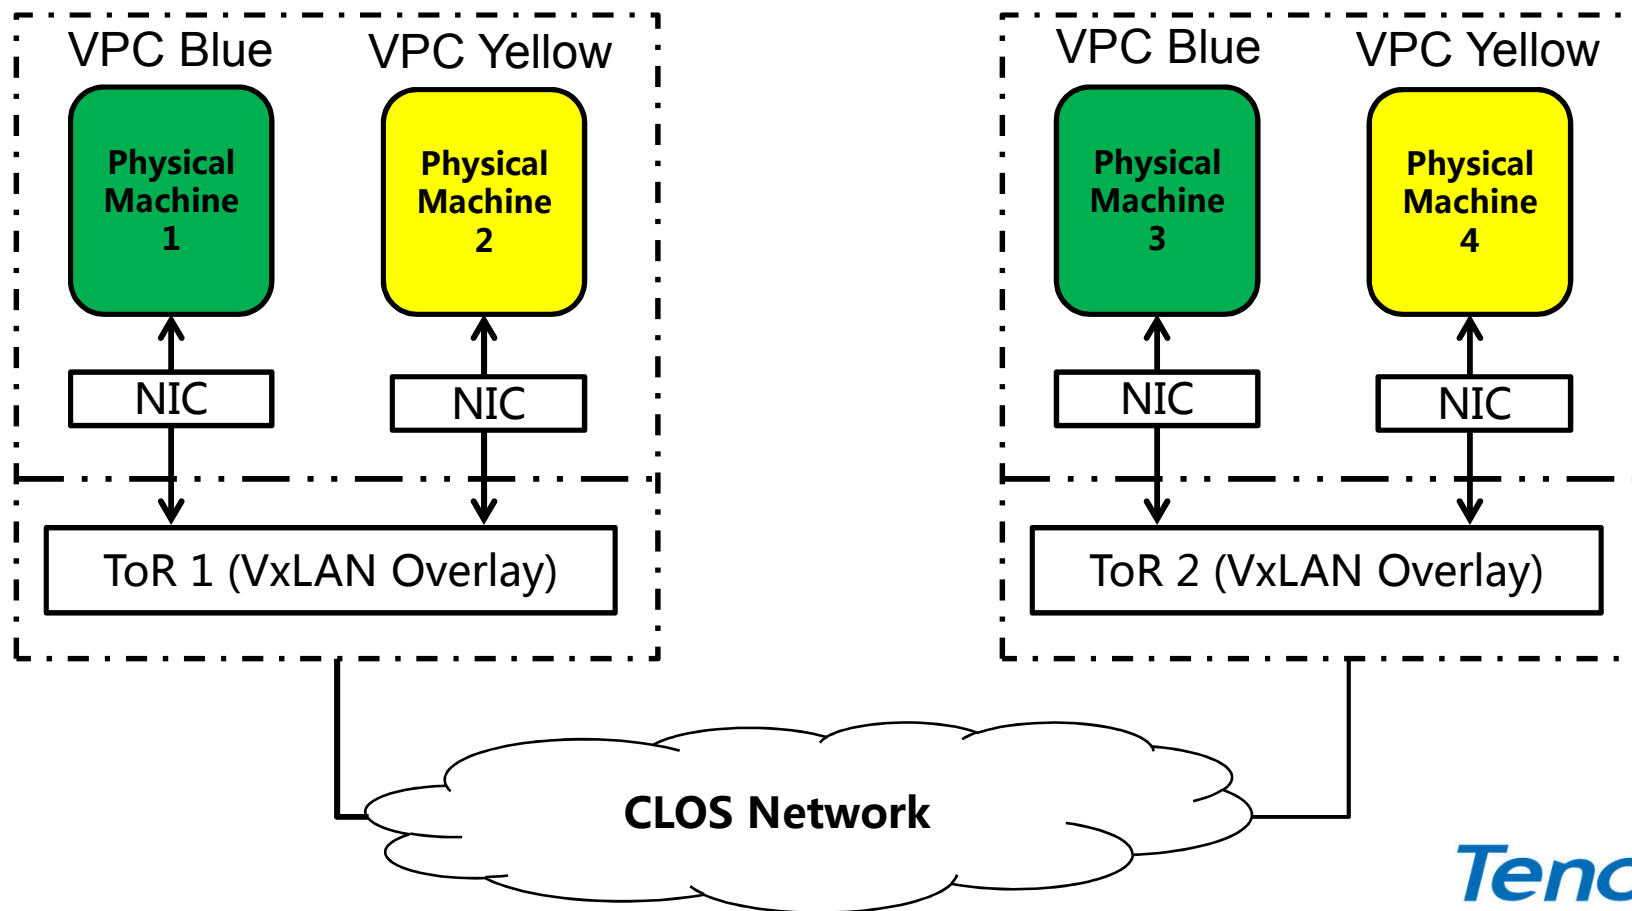 VPC Blue
VPC Yellow
Physical
Machine
1
Physical
Machine
2
NIC
NIC
ToR 1 (VxLAN Overlay)
VPC Blue
VPC Yellow
Physical
Machine
3
Physical
Machine
4
NIC
NIC
ToR 2 (VxLAN Overlay)
CLOS Network